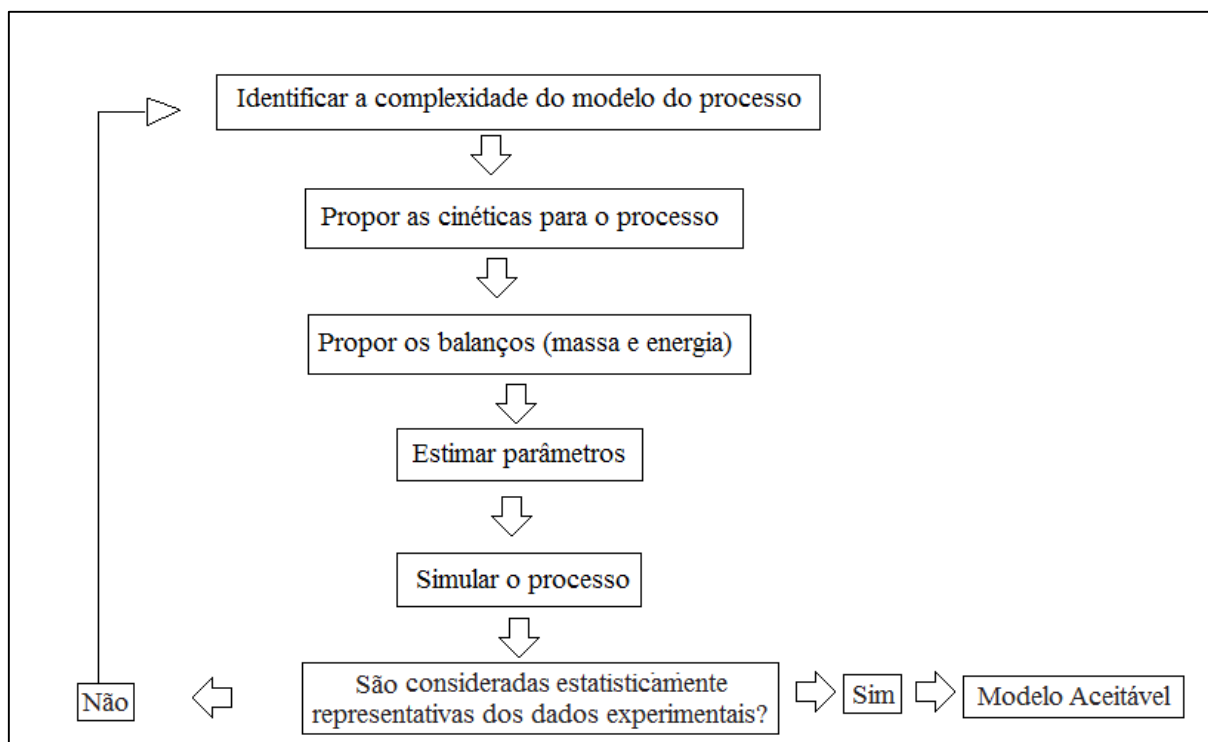 Identificar a complexidade do modelo do processo
Propor as cinéticas para o processo
Propor os balanços (massa e energia)
Estimar parâmetros
Simular o processo
São consideradas estatisticamente
representativas dos dados experimentais?
Não
Sim
Modelo Aceitável